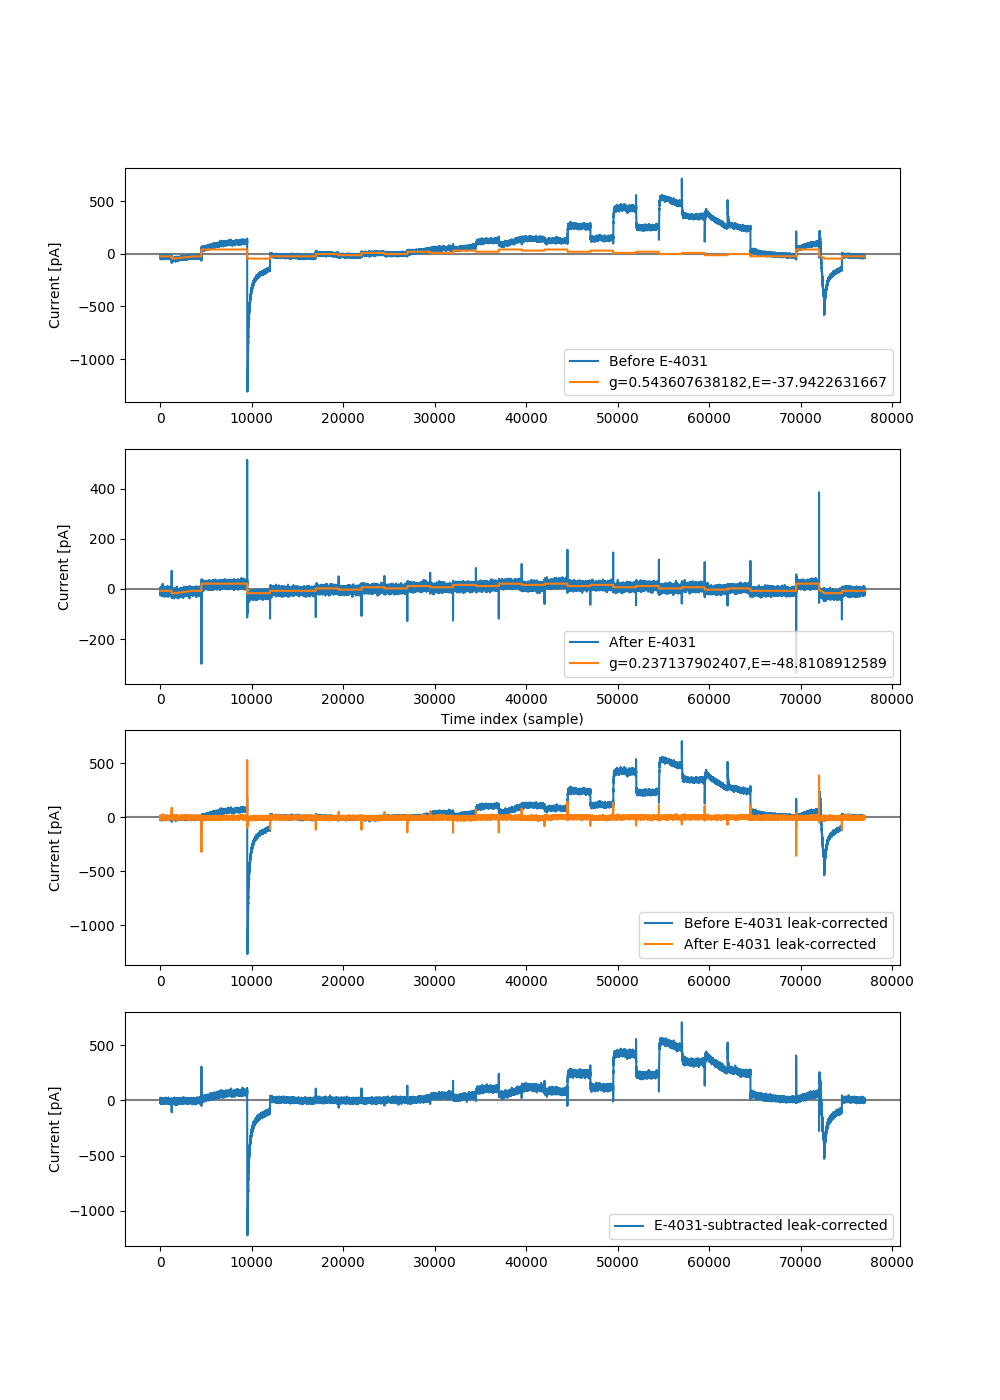 500
0
−500
−1000
Current [pA]
Before E-4031
g=0.543607638182,E=-37.9422631667
0 10000 20000 30000 40000 50000 60000 70000 80000
400
200
0
−200
Current [pA]
After E-4031
g=0.237137902407,E=-48.8108912589
0 10000 20000 30000 40000 50000 60000 70000 80000
Time index (sample)
500
0
−500
−1000
Current [pA]
Before E-4031 leak-corrected
After E-4031 leak-corrected
0 10000 20000 30000 40000 50000 60000 70000 80000
500
0
−500
−1000
Current [pA]
E-4031-subtracted leak-corrected
0 10000 20000 30000 40000 50000 60000 70000 80000